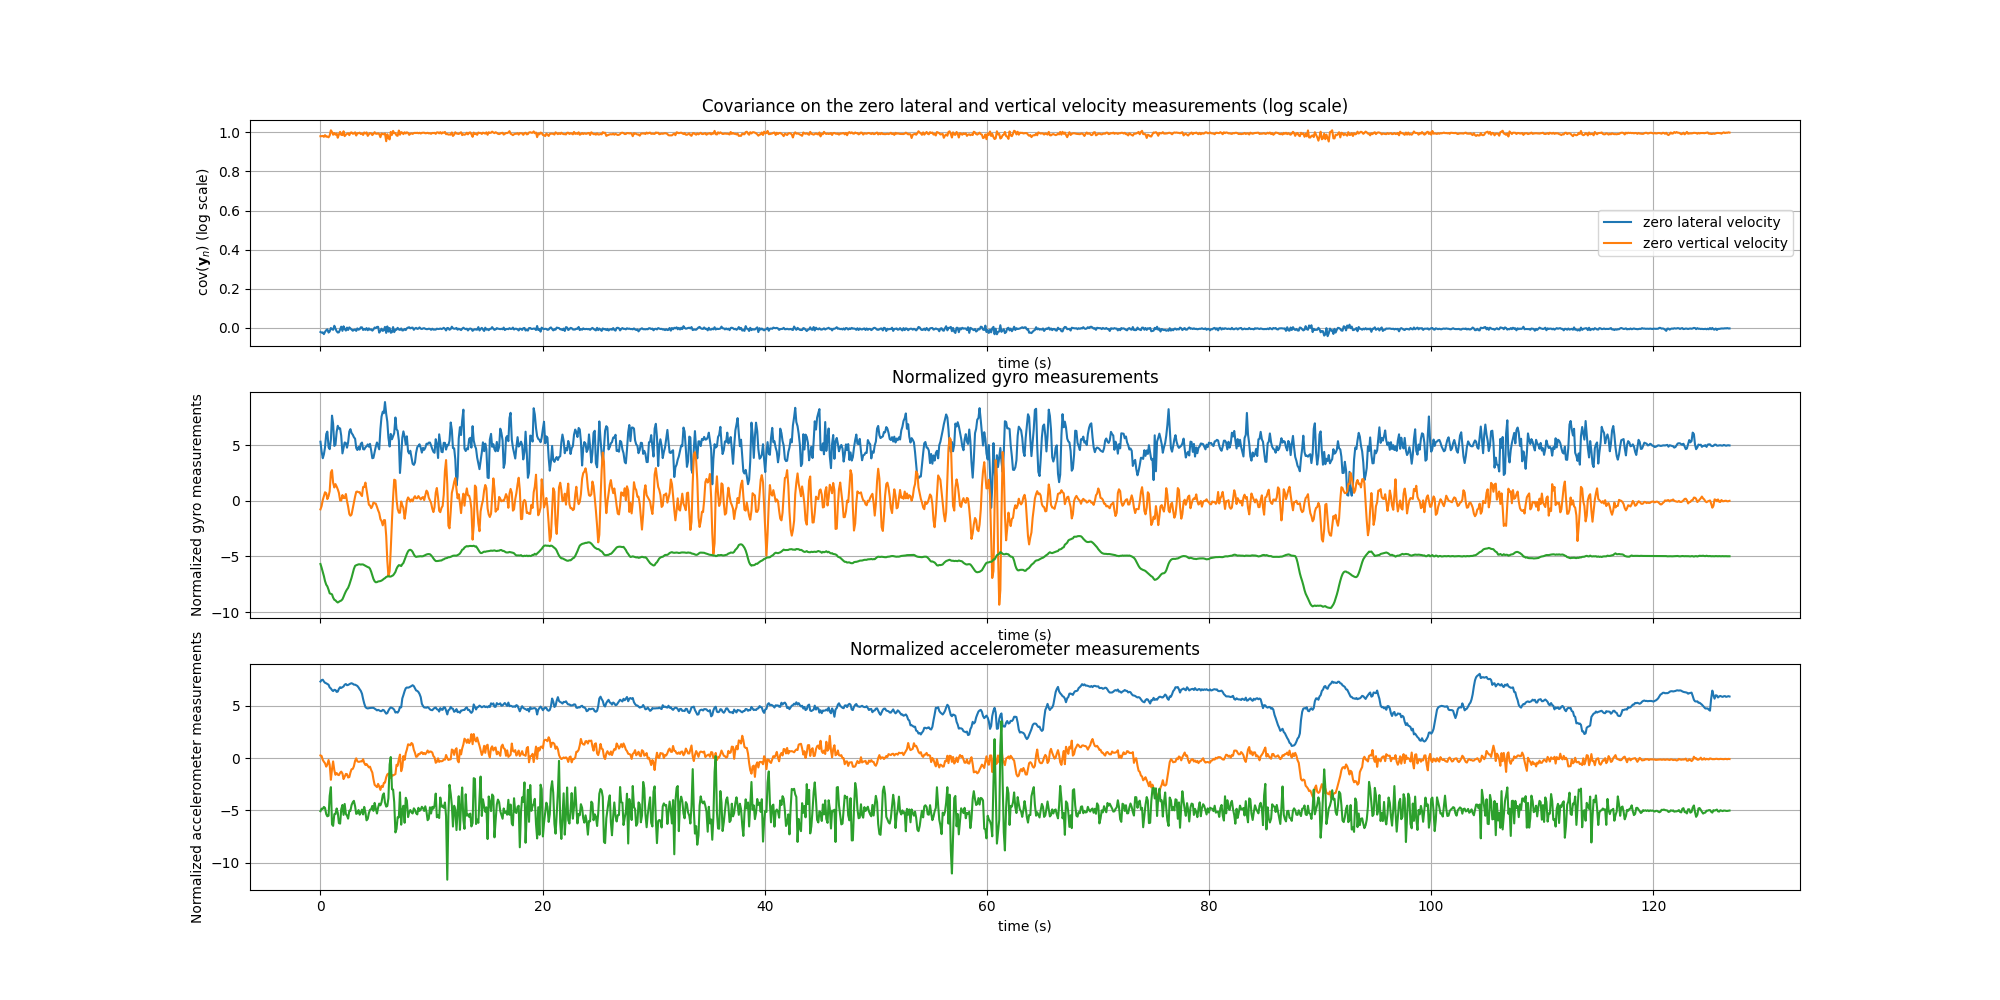 Covariance on the zero lateral and vertical velocity measurements (log scale)
cov(𝐲ₙ) (log scale)
1.0
0.8
0.6
0.4
0.2
0.0
zero lateral velocity
zero vertical velocity
time (s)
Normalized gyro measurements
Normalized gyro measurements
5
0
−5
−10
time (s)
Normalized accelerometer measurements
Normalized accelerometer measurements
5
0
−5
−10
0 20 40 60 80 100 120
time (s)